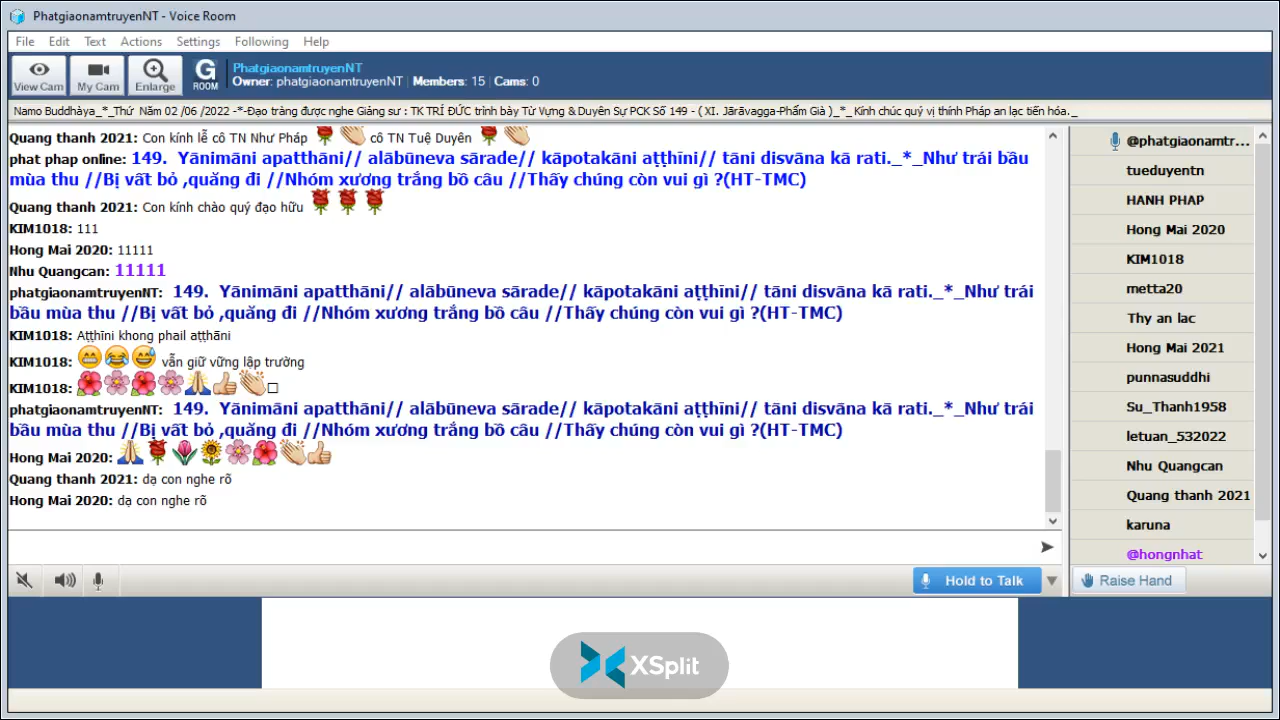 PhatgiaonamtruyenNT - Voice Room
File Edit Text Actions Settings Following Help
View Cam My Cam Enlarge G ROOM
PhatgiaonamtruyenNT
Owner: phatgiaonamtruyenNT | Members: 15 | Cams: 0
Namo Buddhàya_*_Thứ Năm 02 /06 /2022 -*-Đạo tràng được nghe Giảng sư : TK TRÍ ĐỨC trình bày Từ Vựng & Duyên Sự PCK Số 149 - ( XI. Jārāvagga-Phẩm Già )_*_ Kính chúc quý vị thính Pháp an lạc tiến hóa._
Quang thanh 2021: Con kính lễ cô TN Như Pháp 🌹 👏 cô TN Tuệ Duyên 🌹 👏
phat phap online: 149. Yānimāni apatthāni// alābūneva sārade// kāpotakāni aṭṭhīni// tāni disvāna kā rati._*_Như trái bầu
mùa thu //Bị vất bỏ ,quăng đi //Nhóm xương trắng bồ câu //Thấy chúng còn vui gì ?(HT-TMC)
Quang thanh 2021: Con kính chào quý đạo hữu 🌹 🌹 🌹
KIM1018: 111
Hong Mai 2020: 11111
Nhu Quangcan: 11111
phatgiaonamtruyenNT: 149. Yānimāni apatthāni// alābūneva sārade// kāpotakāni aṭṭhīni// tāni disvāna kā rati._*_Như trái
bầu mùa thu //Bị vất bỏ ,quăng đi //Nhóm xương trắng bồ câu //Thấy chúng còn vui gì ?(HT-TMC)
KIM1018: Aṭṭhīni khong phail aṭṭhāni
KIM1018: 😁😂😅 vẫn giữ vững lập trường
KIM1018: 🌺🌸🌺🌸🙏👍👏□
phatgiaonamtruyenNT: 149. Yānimāni apatthāni// alābūneva sārade// kāpotakāni aṭṭhīni// tāni disvāna kā rati._*_Như trái
bầu mùa thu //Bị vất bỏ ,quăng đi //Nhóm xương trắng bồ câu //Thấy chúng còn vui gì ?(HT-TMC)
Hong Mai 2020: 🙏🌹🌷🌻🌸🌺👏👍
Quang thanh 2021: dạ con nghe rõ
Hong Mai 2020: dạ con nghe rõ
@phatgiaonamtr...
tueduyentn
HANH PHAP
Hong Mai 2020
KIM1018
metta20
Thy an lac
Hong Mai 2021
punnasuddhi
Su_Thanh1958
letuan_532022
Nhu Quangcan
Quang thanh 2021
karuna
@hongnhat
Hold to Talk
Raise Hand
XSplit